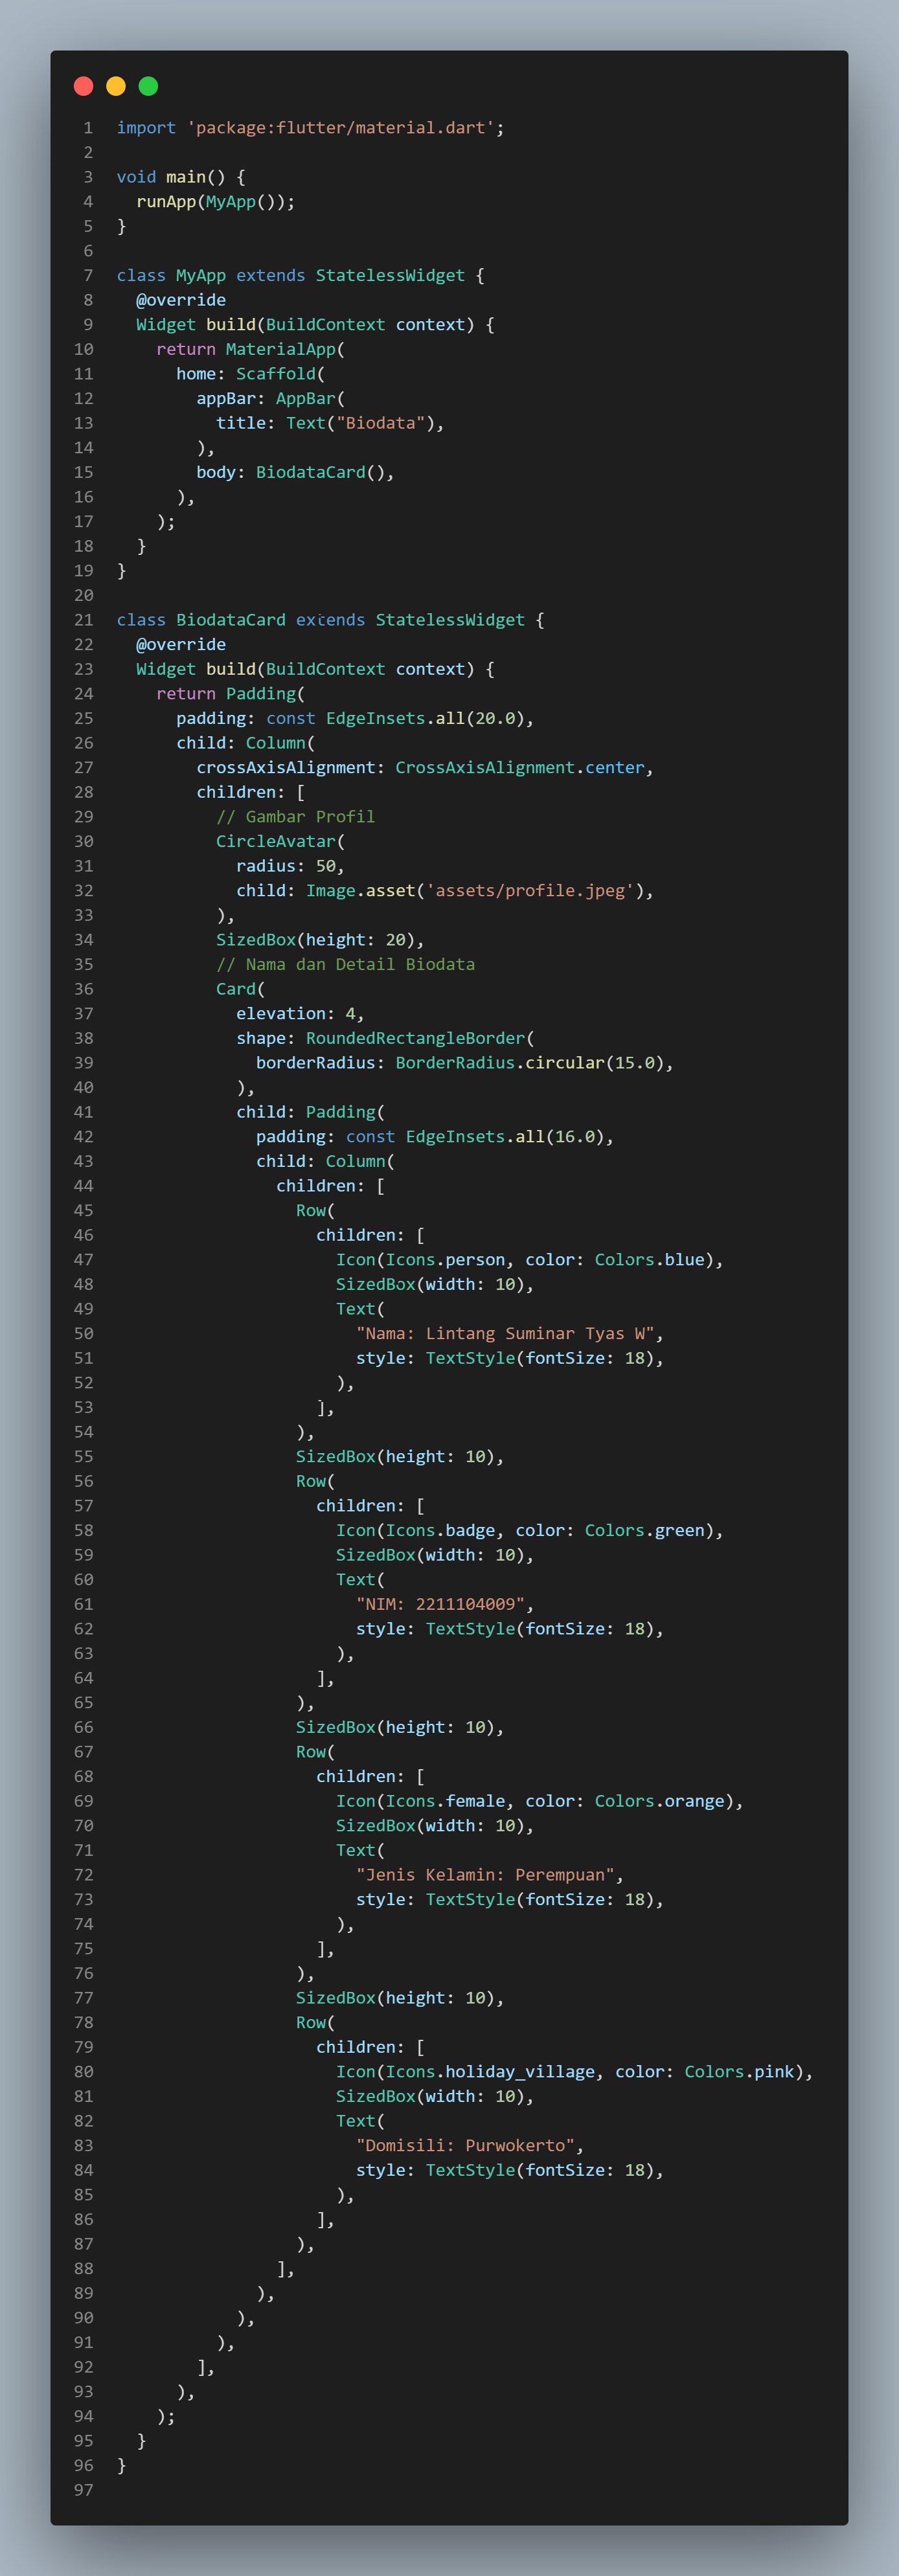 1 import 'package:flutter/material.dart';
2
3 void main() {
4   runApp(MyApp());
5 }
6
7 class MyApp extends StatelessWidget {
8   @override
9   Widget build(BuildContext context) {
10     return MaterialApp(
11       home: Scaffold(
12         appBar: AppBar(
13           title: Text("Biodata"),
14         ),
15         body: BiodataCard(),
16       ),
17     );
18   }
19 }
20
21 class BiodataCard extends StatelessWidget {
22   @override
23   Widget build(BuildContext context) {
24     return Padding(
25       padding: const EdgeInsets.all(20.0),
26       child: Column(
27         crossAxisAlignment: CrossAxisAlignment.center,
28         children: [
29           // Gambar Profil
30           CircleAvatar(
31             radius: 50,
32             child: Image.asset('assets/profile.jpeg'),
33           ),
34           SizedBox(height: 20),
35           // Nama dan Detail Biodata
36           Card(
37             elevation: 4,
38             shape: RoundedRectangleBorder(
39               borderRadius: BorderRadius.circular(15.0),
40             ),
41             child: Padding(
42               padding: const EdgeInsets.all(16.0),
43               child: Column(
44                 children: [
45                   Row(
46                     children: [
47                       Icon(Icons.person, color: Colors.blue),
48                       SizedBox(width: 10),
49                       Text(
50                         "Nama: Lintang Suminar Tyas W",
51                         style: TextStyle(fontSize: 18),
52                       ),
53                     ],
54                   ),
55                   SizedBox(height: 10),
56                   Row(
57                     children: [
58                       Icon(Icons.badge, color: Colors.green),
59                       SizedBox(width: 10),
60                       Text(
61                         "NIM: 2211104009",
62                         style: TextStyle(fontSize: 18),
63                       ),
64                     ],
65                   ),
66                   SizedBox(height: 10),
67                   Row(
68                     children: [
69                       Icon(Icons.female, color: Colors.orange),
70                       SizedBox(width: 10),
71                       Text(
72                         "Jenis Kelamin: Perempuan",
73                         style: TextStyle(fontSize: 18),
74                       ),
75                     ],
76                   ),
77                   SizedBox(height: 10),
78                   Row(
79                     children: [
80                       Icon(Icons.holiday_village, color: Colors.pink),
81                       SizedBox(width: 10),
82                       Text(
83                         "Domisili: Purwokerto",
84                         style: TextStyle(fontSize: 18),
85                       ),
86                     ],
87                   ),
88                 ],
89               ),
90             ),
91           ),
92         ],
93       ),
94     );
95   }
96 }
97